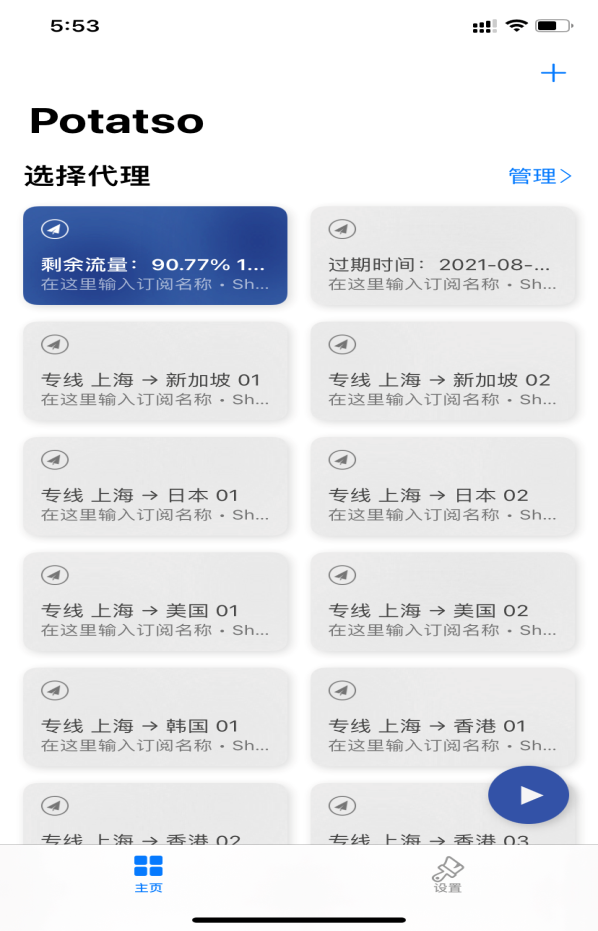 5:53
Potatso
选择代理
管理>
剩余流量：90.77% 1...
在这里输入订阅名称 · Sh...
过期时间：2021-08-...
在这里输入订阅名称 · Sh...
专线 上海 → 新加坡 01
在这里输入订阅名称 · Sh...
专线 上海 → 新加坡 02
在这里输入订阅名称 · Sh...
专线 上海 → 日本 01
在这里输入订阅名称 · Sh...
专线 上海 → 日本 02
在这里输入订阅名称 · Sh...
专线 上海 → 美国 01
在这里输入订阅名称 · Sh...
专线 上海 → 美国 02
在这里输入订阅名称 · Sh...
专线 上海 → 韩国 01
在这里输入订阅名称 · Sh...
专线 上海 → 香港 01
在这里输入订阅名称 · Sh...
专线 上海 → 香港 02
专线 上海 → 香港 03
主页
设置